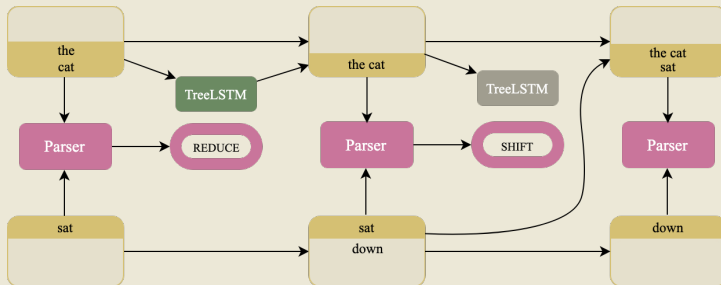 the
cat
the cat
the cat
sat
TreeLSTM
TreeLSTM
Parser
REDUCE
Parser
SHIFT
Parser
sat
sat
down
down